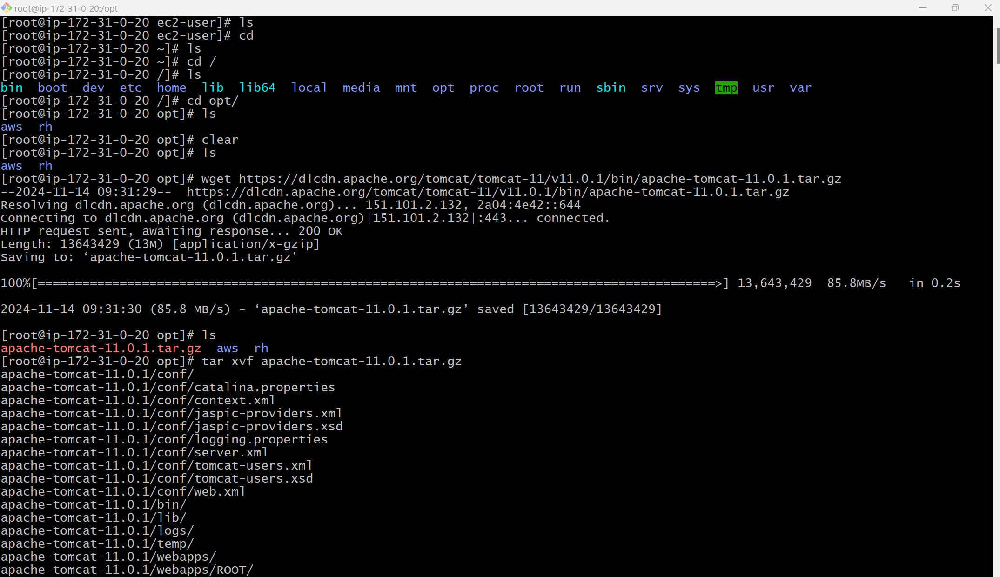 root@ip-172-31-0-20:/opt
[root@ip-172-31-0-20 ec2-user]# ls
[root@ip-172-31-0-20 ec2-user]# cd
[root@ip-172-31-0-20 ~]# ls
[root@ip-172-31-0-20 ~]# cd /
[root@ip-172-31-0-20 /]# ls
bin  boot  dev  etc  home  lib  lib64  local  media  mnt  opt  proc  root  run  sbin  srv  sys  tmp  usr  var
[root@ip-172-31-0-20 /]# cd opt/
[root@ip-172-31-0-20 opt]# ls
aws  rh
[root@ip-172-31-0-20 opt]# clear
[root@ip-172-31-0-20 opt]# ls
aws  rh
[root@ip-172-31-0-20 opt]# wget https://dlcdn.apache.org/tomcat/tomcat-11/v11.0.1/bin/apache-tomcat-11.0.1.tar.gz
--2024-11-14 09:31:29--  https://dlcdn.apache.org/tomcat/tomcat-11/v11.0.1/bin/apache-tomcat-11.0.1.tar.gz
Resolving dlcdn.apache.org (dlcdn.apache.org)... 151.101.2.132, 2a04:4e42::644
Connecting to dlcdn.apache.org (dlcdn.apache.org)|151.101.2.132|:443... connected.
HTTP request sent, awaiting response... 200 OK
Length: 13643429 (13M) [application/x-gzip]
Saving to: ‘apache-tomcat-11.0.1.tar.gz’
100%[===========================================================================================>] 13,643,429  85.8MB/s   in 0.2s
2024-11-14 09:31:30 (85.8 MB/s) - ‘apache-tomcat-11.0.1.tar.gz’ saved [13643429/13643429]
[root@ip-172-31-0-20 opt]# ls
apache-tomcat-11.0.1.tar.gz  aws  rh
[root@ip-172-31-0-20 opt]# tar xvf apache-tomcat-11.0.1.tar.gz
apache-tomcat-11.0.1/conf/
apache-tomcat-11.0.1/conf/catalina.properties
apache-tomcat-11.0.1/conf/context.xml
apache-tomcat-11.0.1/conf/jaspic-providers.xml
apache-tomcat-11.0.1/conf/jaspic-providers.xsd
apache-tomcat-11.0.1/conf/logging.properties
apache-tomcat-11.0.1/conf/server.xml
apache-tomcat-11.0.1/conf/tomcat-users.xml
apache-tomcat-11.0.1/conf/tomcat-users.xsd
apache-tomcat-11.0.1/conf/web.xml
apache-tomcat-11.0.1/bin/
apache-tomcat-11.0.1/lib/
apache-tomcat-11.0.1/logs/
apache-tomcat-11.0.1/temp/
apache-tomcat-11.0.1/webapps/
apache-tomcat-11.0.1/webapps/ROOT/